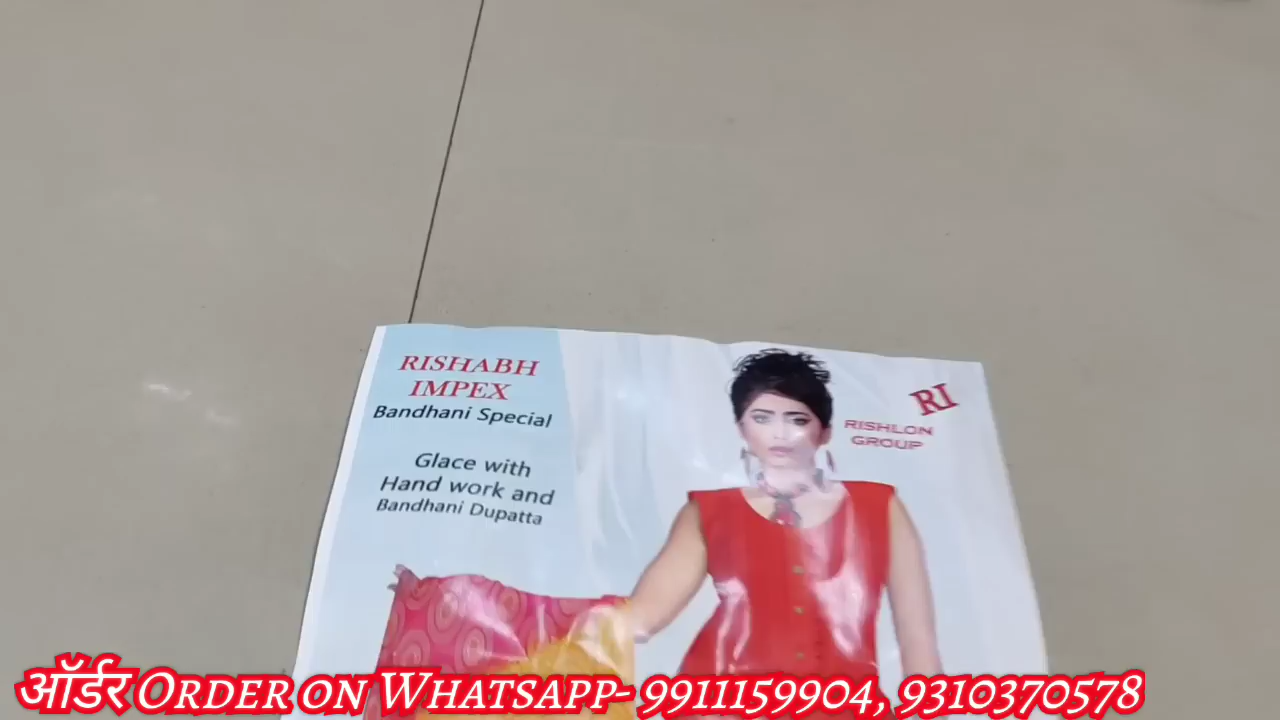 RISHABH
IMPEX
Bandhani Special
Glace with
Hand work and
Bandhani Dupatta
RI
RISHLON
GROUP
ऑर्डर Order on Whatsapp- 9911159904, 9310370578